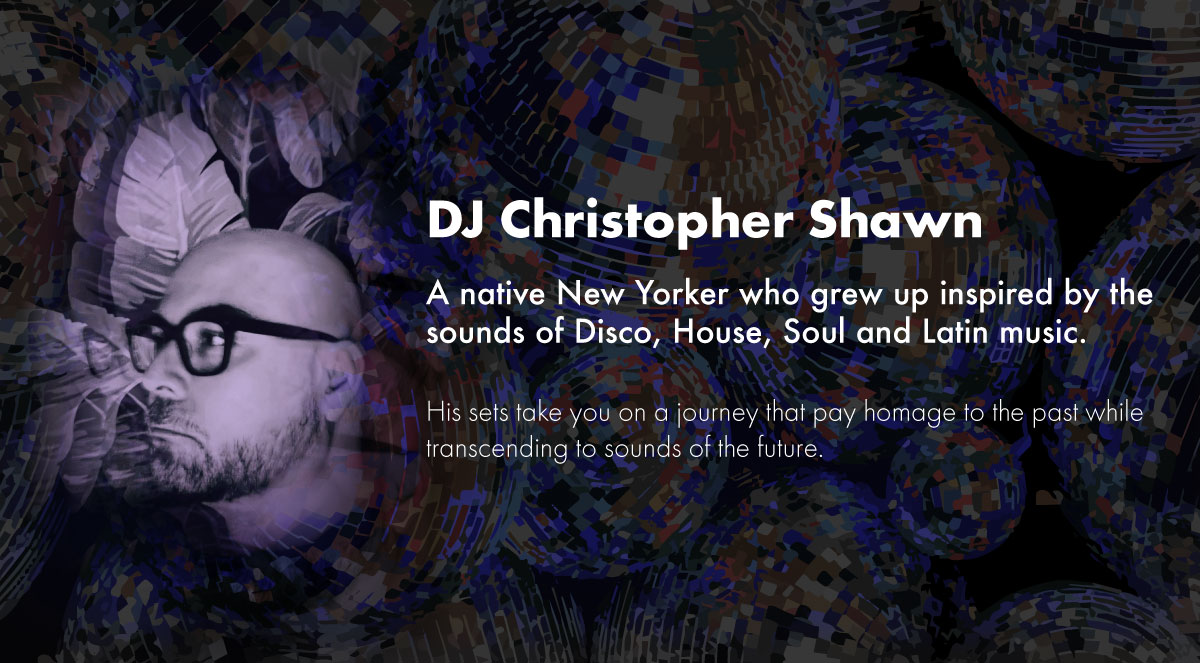 DJ Christopher Shawn
A native New Yorker who grew up inspired by the
sounds of Disco, House, Soul and Latin music.
His sets take you on a journey that pay homage to the past while
transcending to sounds of the future.